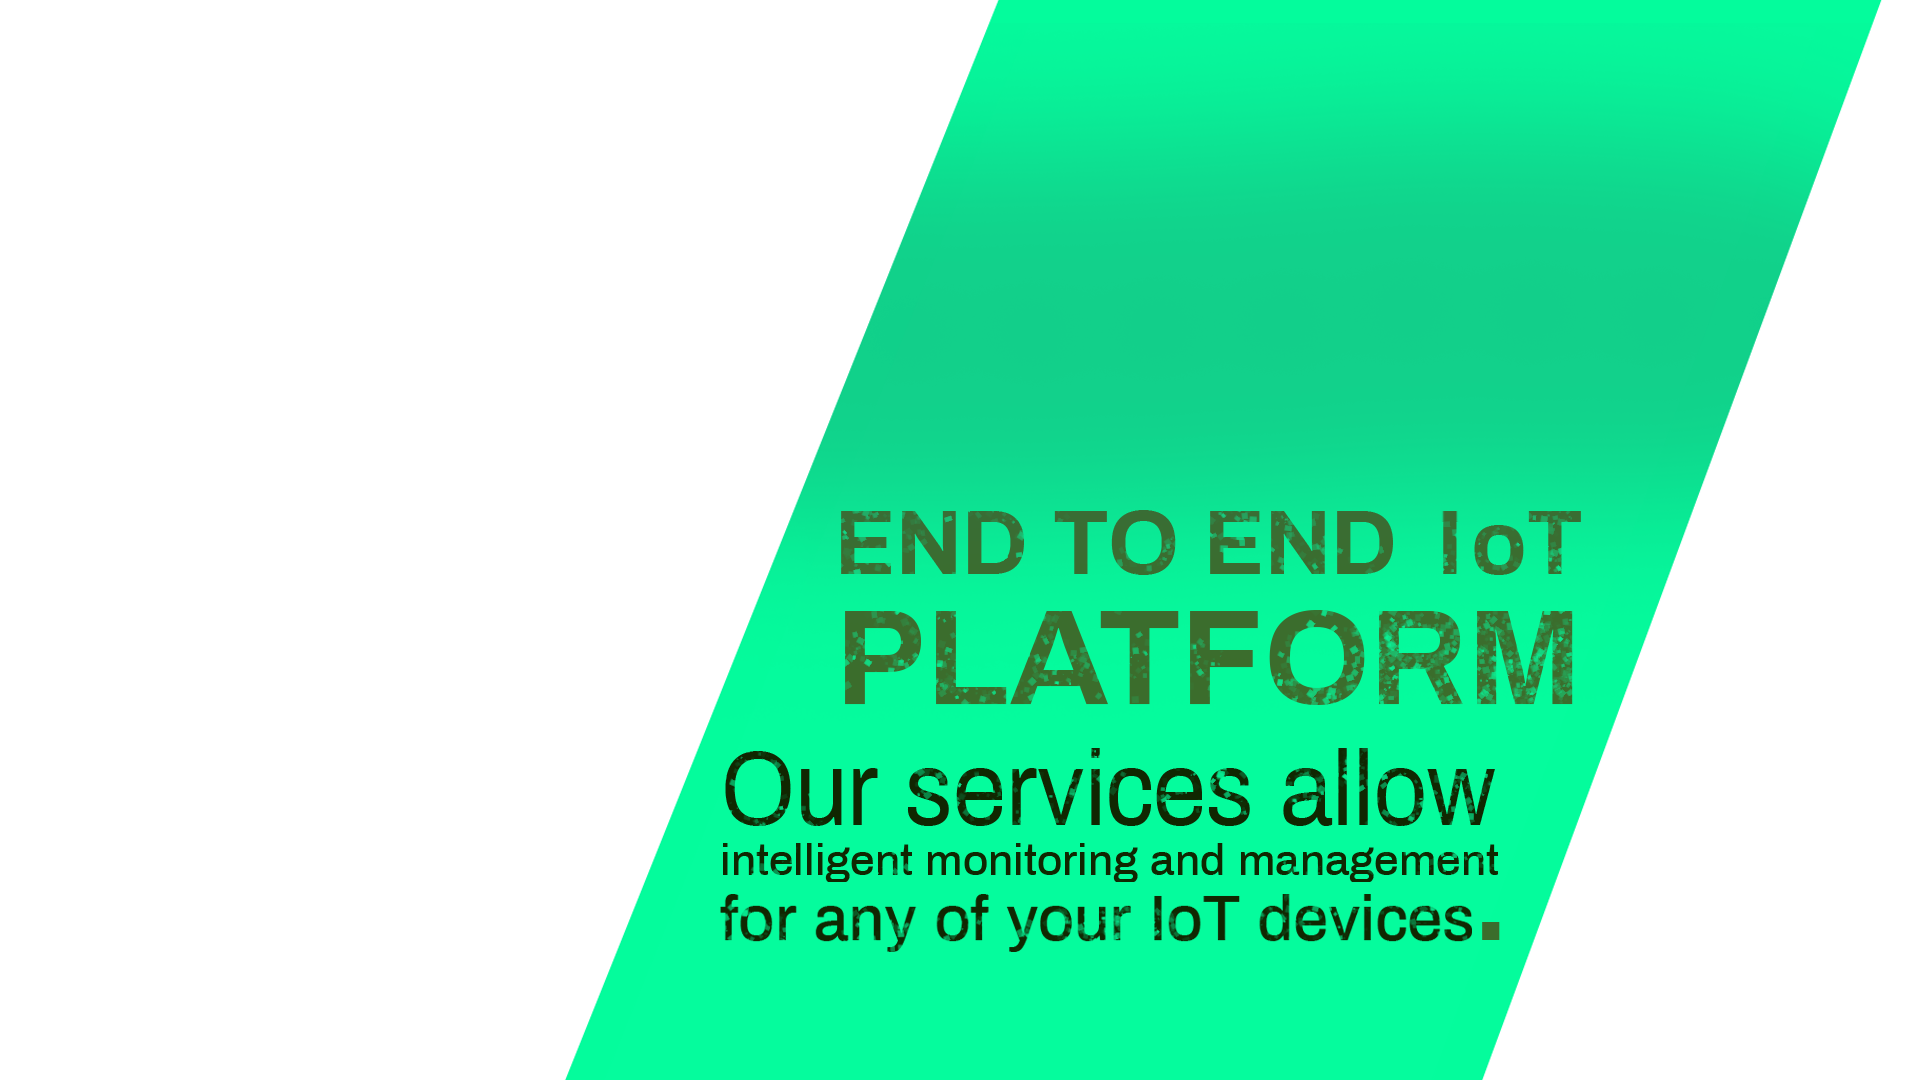 END TO END IoT
PLATFORM
Our services allow
intelligent monitoring and management
for any of your IoT devices.